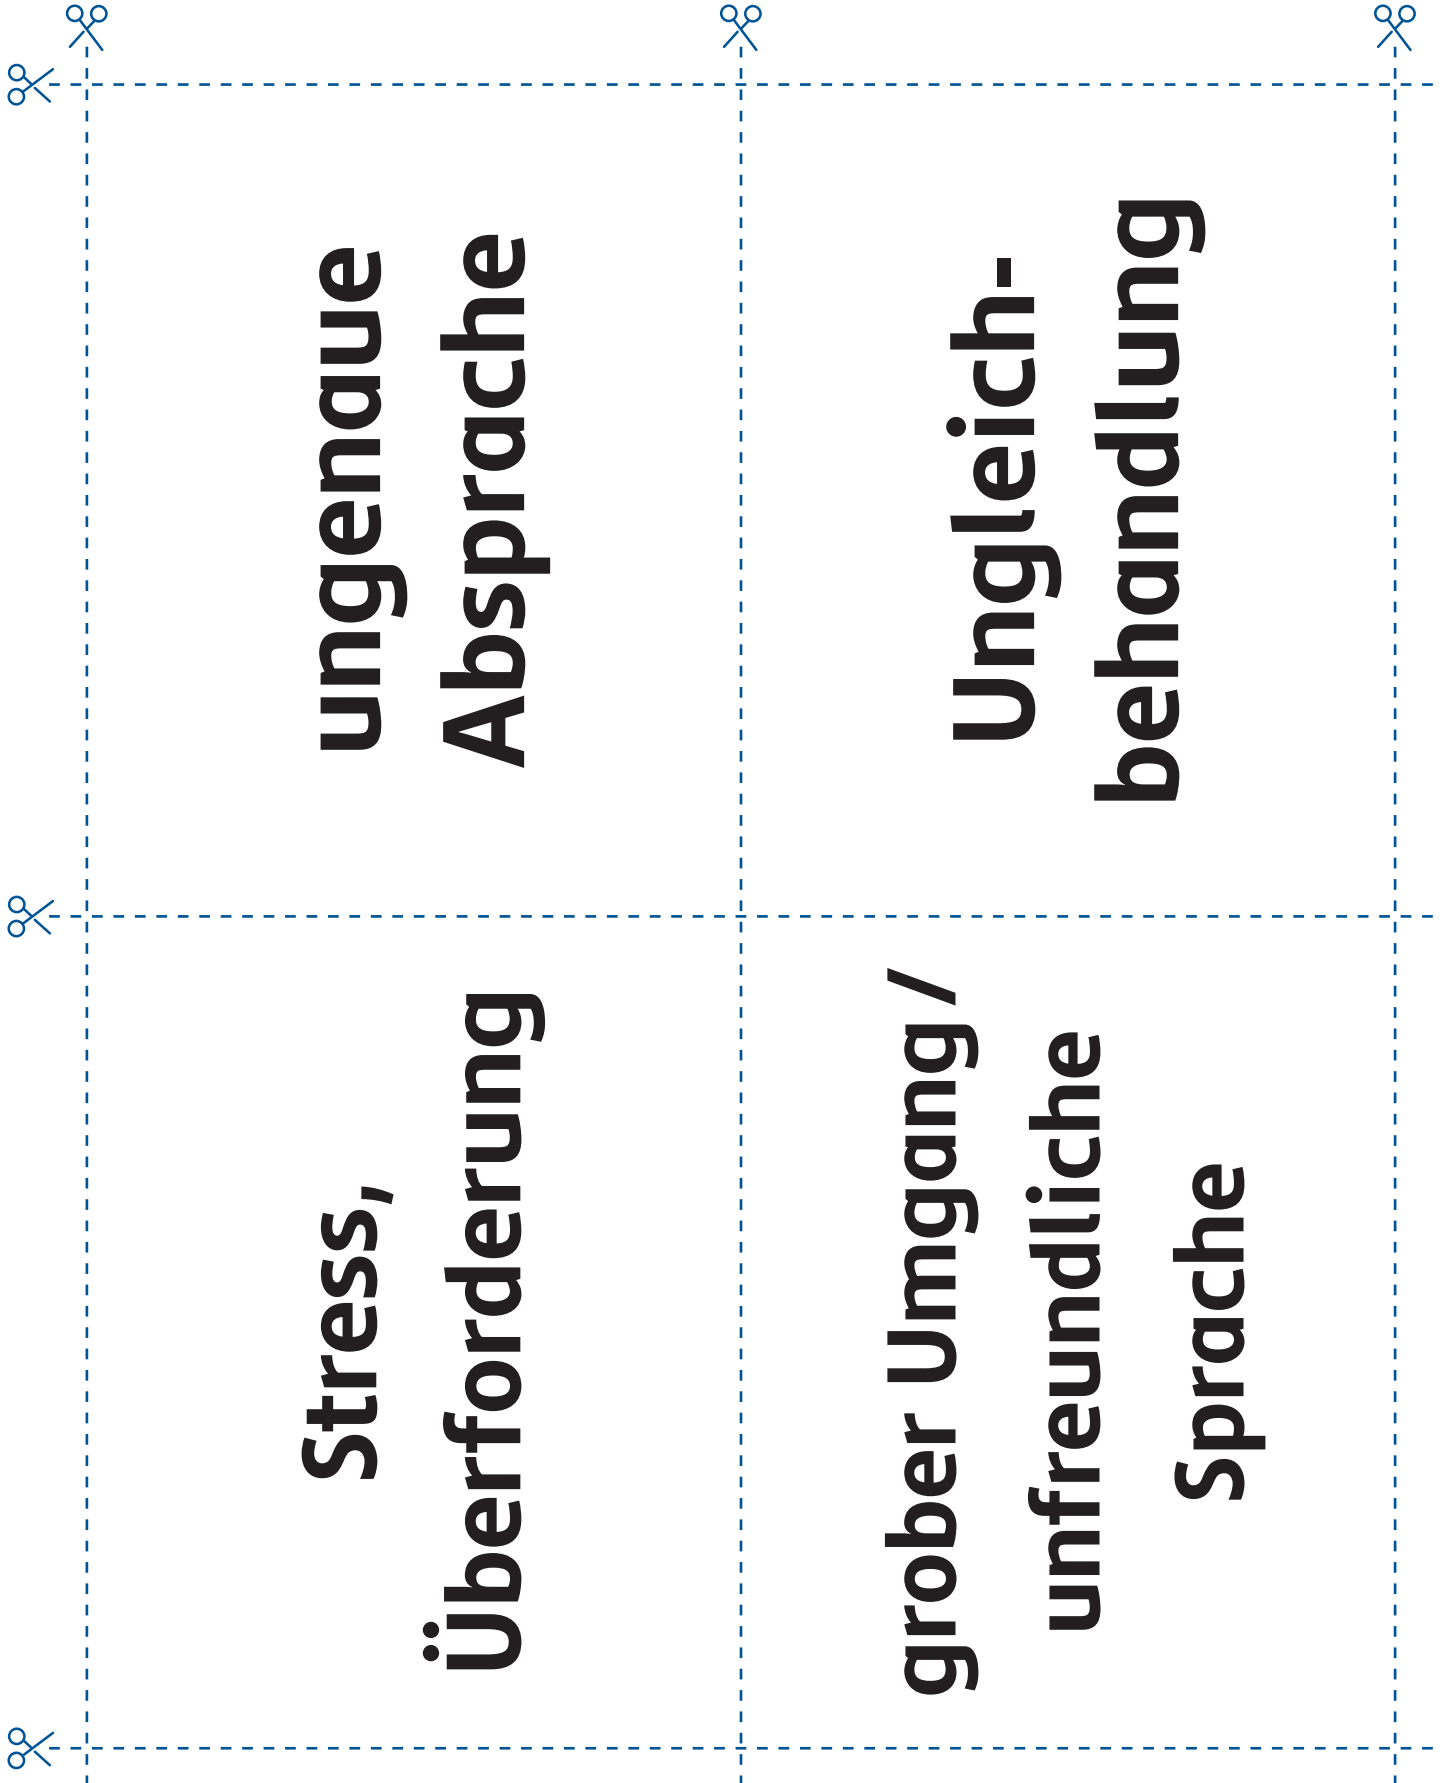 ungenaue
Absprache
Ungleich-
behandlung
Stress,
Überforderung
grober Umgang /
unfreundliche
Sprache